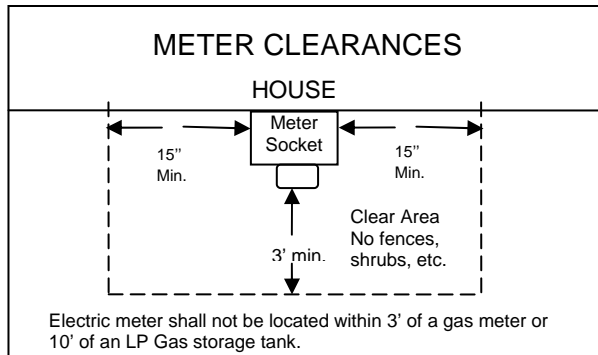 METER CLEARANCES
HOUSE
Meter
Socket
15”
Min.
15”
Min.
Clear Area
No fences,
shrubs, etc.
3’ min.
Electric meter shall not be located within 3’ of a gas meter or
10’ of an LP Gas storage tank.